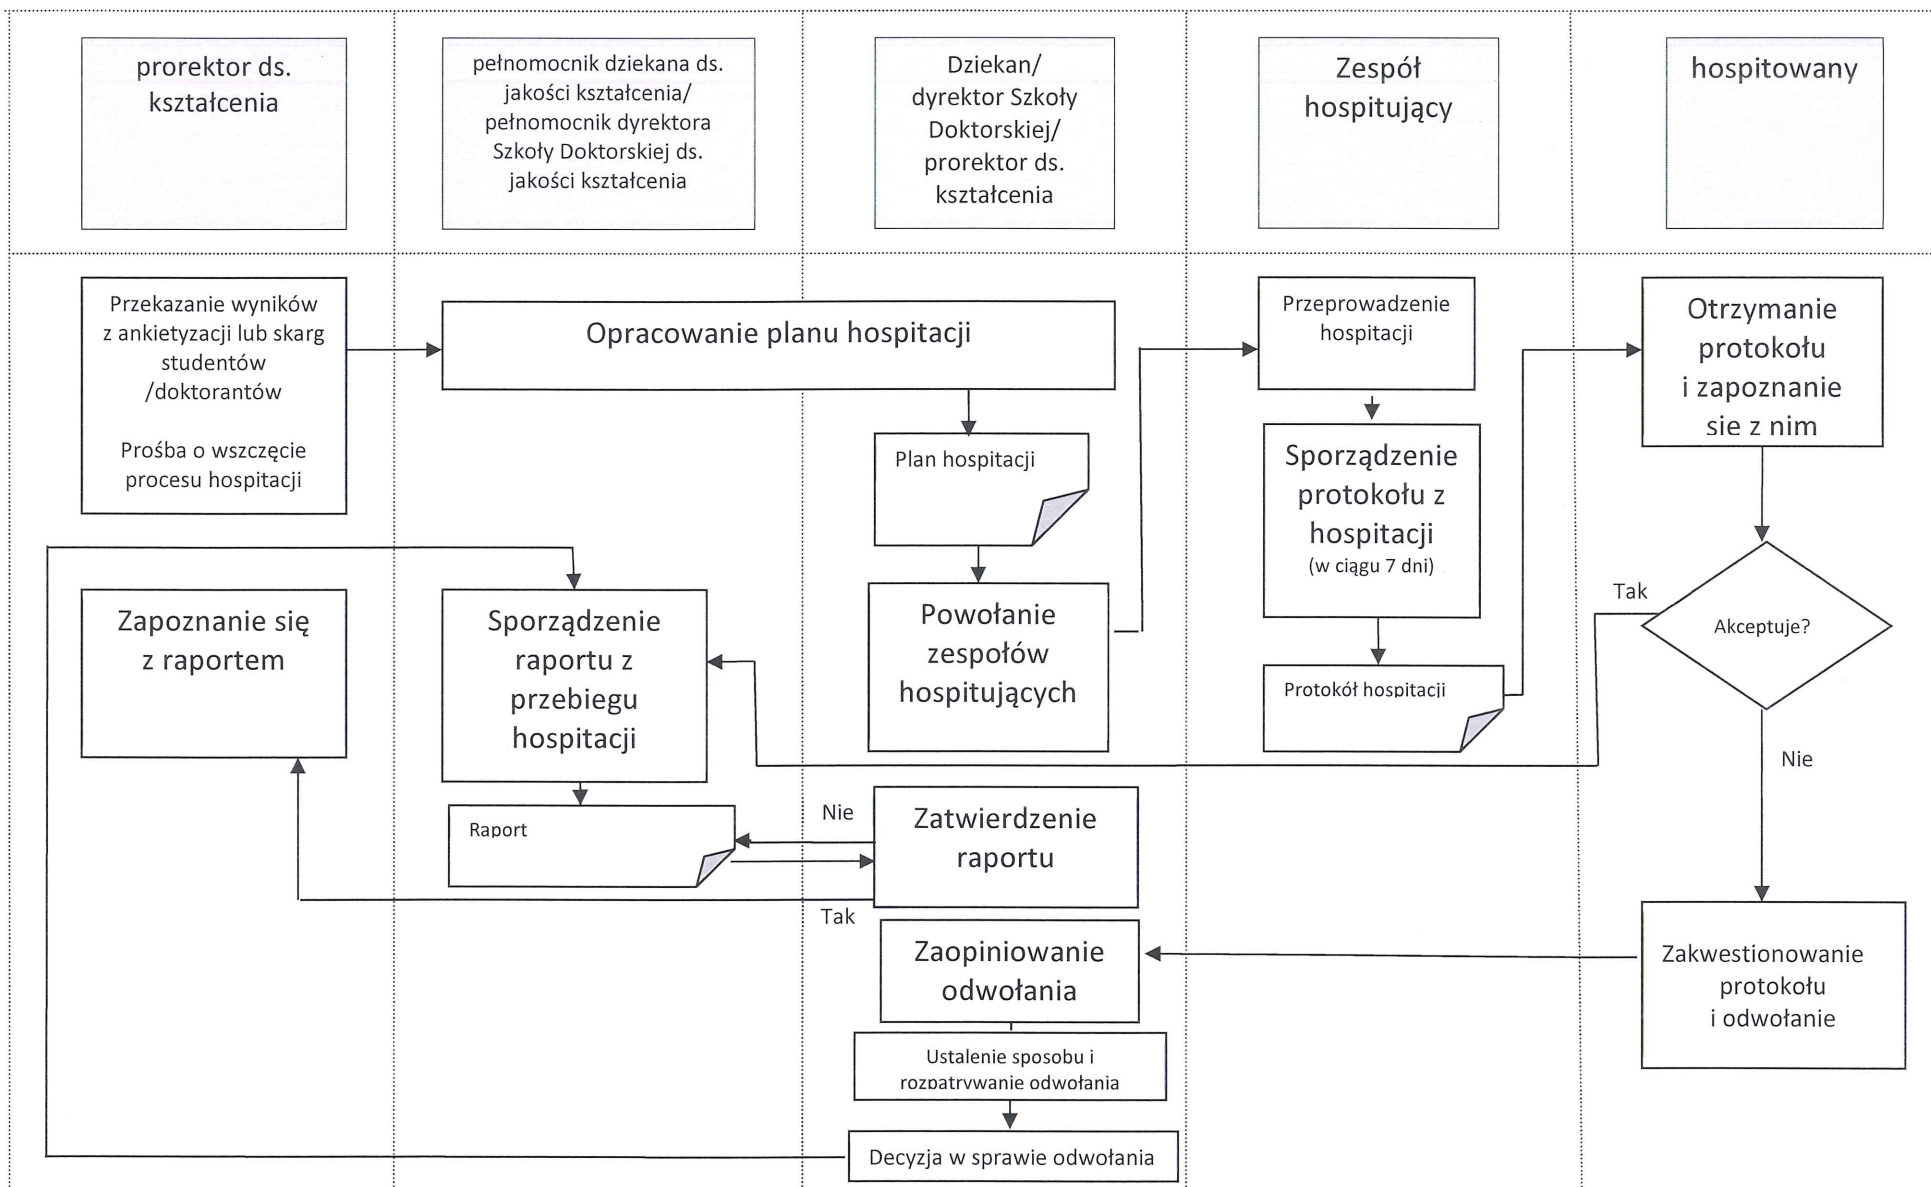 prorektor ds.
kształcenia
pełnomocnik dziekana ds.
jakości kształcenia/
pełnomocnik dyrektora
Szkoły Doktorskiej ds.
jakości kształcenia
Dziekan/
dyrektor Szkoły
Doktorskiej/
prorektor ds.
kształcenia
Zespół
hospitujący
hospitowany
Przekazanie wyników
z ankietyzacji lub skarg
studentów
/doktorantów
Prośba o wszczęcie
procesu hospitacji
Opracowanie planu hospitacji
Przeprowadzenie
hospitacji
Otrzymanie
protokołu
i zapoznanie
sie z nim
Plan hospitacji
Sporządzenie
protokołu z
hospitacji
(w ciągu 7 dni)
Zapoznanie się
z raportem
Sporządzenie
raportu z
przebiegu
hospitacji
Powołanie
zespołów
hospitujących
Protokół hospitacji
Tak
Akceptuje?
Nie
Raport
Nie
Zatwierdzenie
raportu
Tak
Zaopiniowanie
odwołania
Zakwestionowanie
protokołu
i odwołanie
Ustalenie sposobu i
rozpatrywanie odwołania
Decyzja w sprawie odwołania